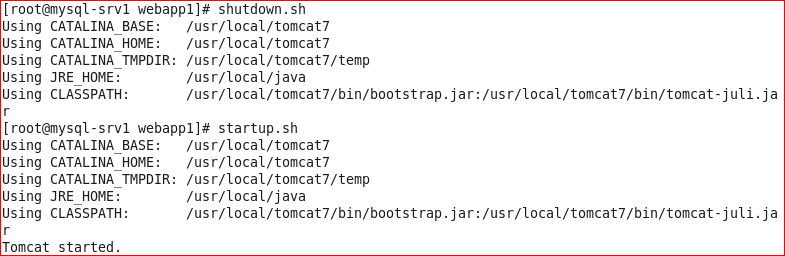 [root@mysql-srv1 webapp1]# shutdown.sh
Using CATALINA_BASE:   /usr/local/tomcat7
Using CATALINA_HOME:   /usr/local/tomcat7
Using CATALINA_TMPDIR: /usr/local/tomcat7/temp
Using JRE_HOME:        /usr/local/java
Using CLASSPATH:       /usr/local/tomcat7/bin/bootstrap.jar:/usr/local/tomcat7/bin/tomcat-juli.ja
r
[root@mysql-srv1 webapp1]# startup.sh
Using CATALINA_BASE:   /usr/local/tomcat7
Using CATALINA_HOME:   /usr/local/tomcat7
Using CATALINA_TMPDIR: /usr/local/tomcat7/temp
Using JRE_HOME:        /usr/local/java
Using CLASSPATH:       /usr/local/tomcat7/bin/bootstrap.jar:/usr/local/tomcat7/bin/tomcat-juli.ja
r
Tomcat started.